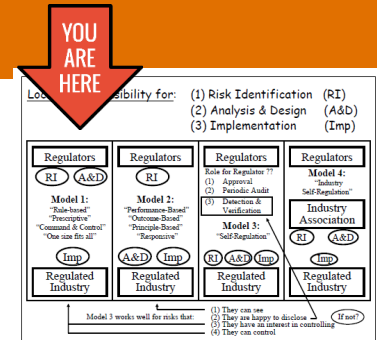 YOU
ARE
HERE
Lo sibility for: (1) Risk Identification (RI)
(2) Analysis & Design (A&D)
(3) Implementation (Imp)
Regulators Regulators Regulators Regulators
RI A&D
Model 1:
"Rule-based"
"Prescriptive"
"Command & Control"
"One size fits all"
Imp
Regulated
Industry
RI
Model 2:
"Performance-Based"
"Outcome-Based"
"Principle-Based"
"Responsive"
A&D Imp
Regulated
Industry
Role for Regulator ??
(1) Approval
(2) Periodic Audit
(3) Detection &
Verification
Model 3:
"Self-Regulation"
RI A&D Imp
Regulated
Industry
Model 4:
"Industry
Self-Regulation"
Industry
Association
RI A&D
Imp
Regulated
Industry
Model 3 works well for risks that:
(1) They can see
(2) They are happy to disclose
(3) They have an interest in controlling
(4) They can control
If not?